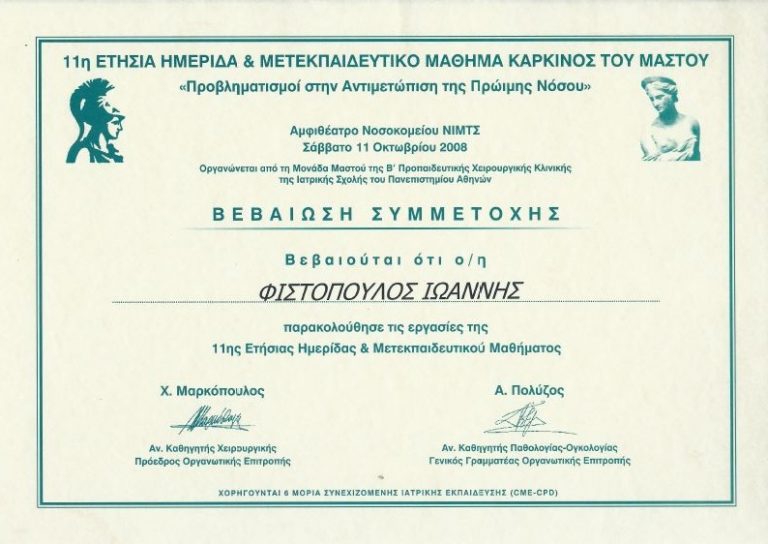 11η ΕΤΗΣΙΑ ΗΜΕΡΙΔΑ & ΜΕΤΕΚΠΑΙΔΕΥΤΙΚΟ ΜΑΘΗΜΑ ΚΑΡΚΙΝΟΣ ΤΟΥ ΜΑΣΤΟΥ
«Προβληματισμοί στην Αντιμετώπιση της Πρώιμης Νόσου»
Αμφιθέατρο Νοσοκομείου ΝΙΜΤΣ
Σάββατο 11 Οκτωβρίου 2008
Οργανώνεται από τη Μονάδα Μαστού της Β' Προπαιδευτικής Χειρουργικής Κλινικής
της Ιατρικής Σχολής του Πανεπιστημίου Αθηνών
ΒΕΒΑΙΩΣΗ ΣΥΜΜΕΤΟΧΗΣ
Βεβαιούται ότι ο/η
ΦΙΣΤΟΠΟΥΛΟΣ ΙΩΑΝΝΗΣ
παρακολούθησε τις εργασίες της
11ης Ετήσιας Ημερίδας & Μετεκπαιδευτικού Μαθήματος
Χ. Μαρκόπουλος
Α. Πολύζος
Αν. Καθηγητής Χειρουργικής
Πρόεδρος Οργανωτικής Επιτροπής
Αν. Καθηγητής Παθολογίας-Ογκολογίας
Γενικός Γραμματέας Οργανωτικής Επιτροπής
ΧΟΡΗΓΟΥΝΤΑΙ 6 ΜΟΡΙΑ ΣΥΝΕΧΙΖΟΜΕΝΗΣ ΙΑΤΡΙΚΗΣ ΕΚΠΑΙΔΕΥΣΗΣ (CME-CPD)